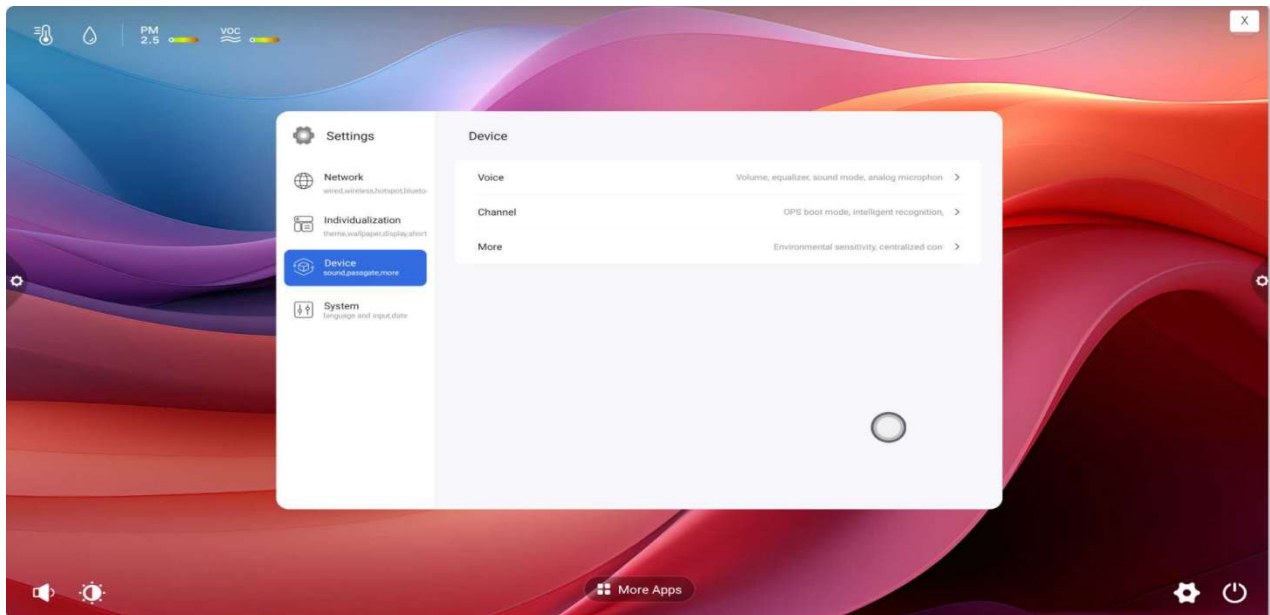 PM
2.5
VOC
X
Settings
Device
Network
wired,wireless,hotspot,blueto
Individualization
theme,wallpaper,display,short
Device
sound,passgate,more
System
language and input,date
Voice
Volume, equalizer, sound mode, analog microphon
Channel
OPS boot mode, intelligent recognition,
More
Environmental sensitivity, centralized con
More Apps